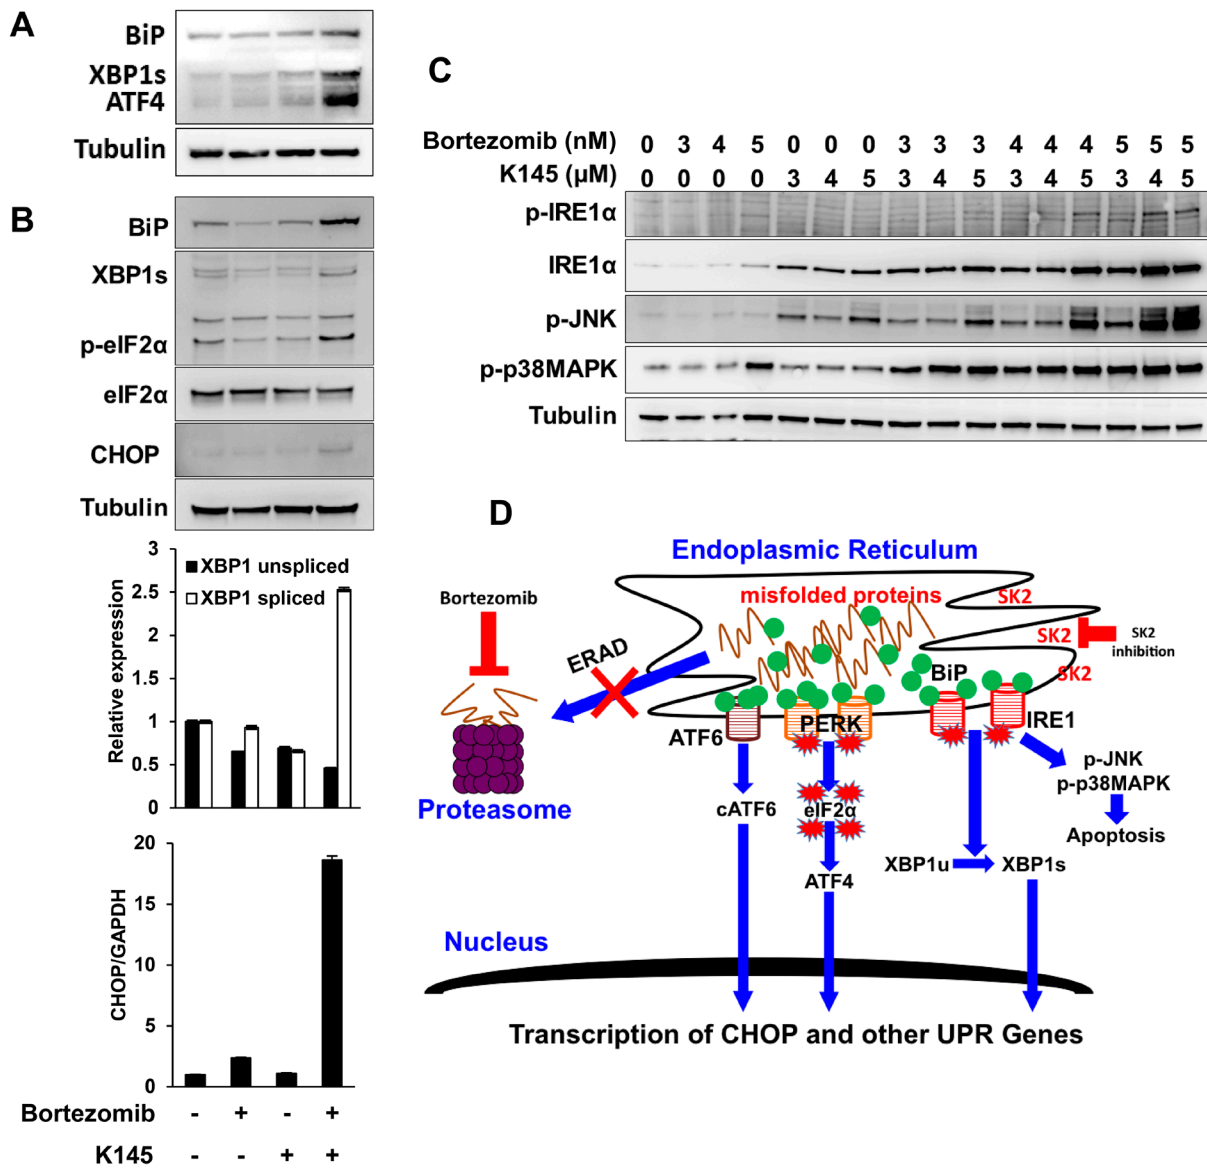 A
BiP
XBP1s
ATF4
Tubulin
B
BiP
XBP1s
p-eIF2α
eIF2α
CHOP
Tubulin
3
2.5
2
1.5
1
0.5
0
Relative expression
XBP1 unspliced
XBP1 spliced
20
15
10
5
0
CHOP/GAPDH
Bortezomib - + - +
K145 - - + +
C
Bortezomib (nM) 0 3 4 5 0 0 0 3 3 3 4 4 4 5 5 5
K145 (µM) 0 0 0 0 3 4 5 3 4 5 3 4 5 3 4 5
p-IRE1α
IRE1α
p-JNK
p-p38MAPK
Tubulin
D
Endoplasmic Reticulum
misfolded proteins
SK2
SK2
SK2
SK2
inhibition
Bortezomib
ERAD
BiP
ATF6
PERK
IRE1
p-JNK
p-p38MAPK
Proteasome
cATF6
eIF2α
Apoptosis
ATF4
XBP1u
XBP1s
Nucleus
Transcription of CHOP and other UPR Genes